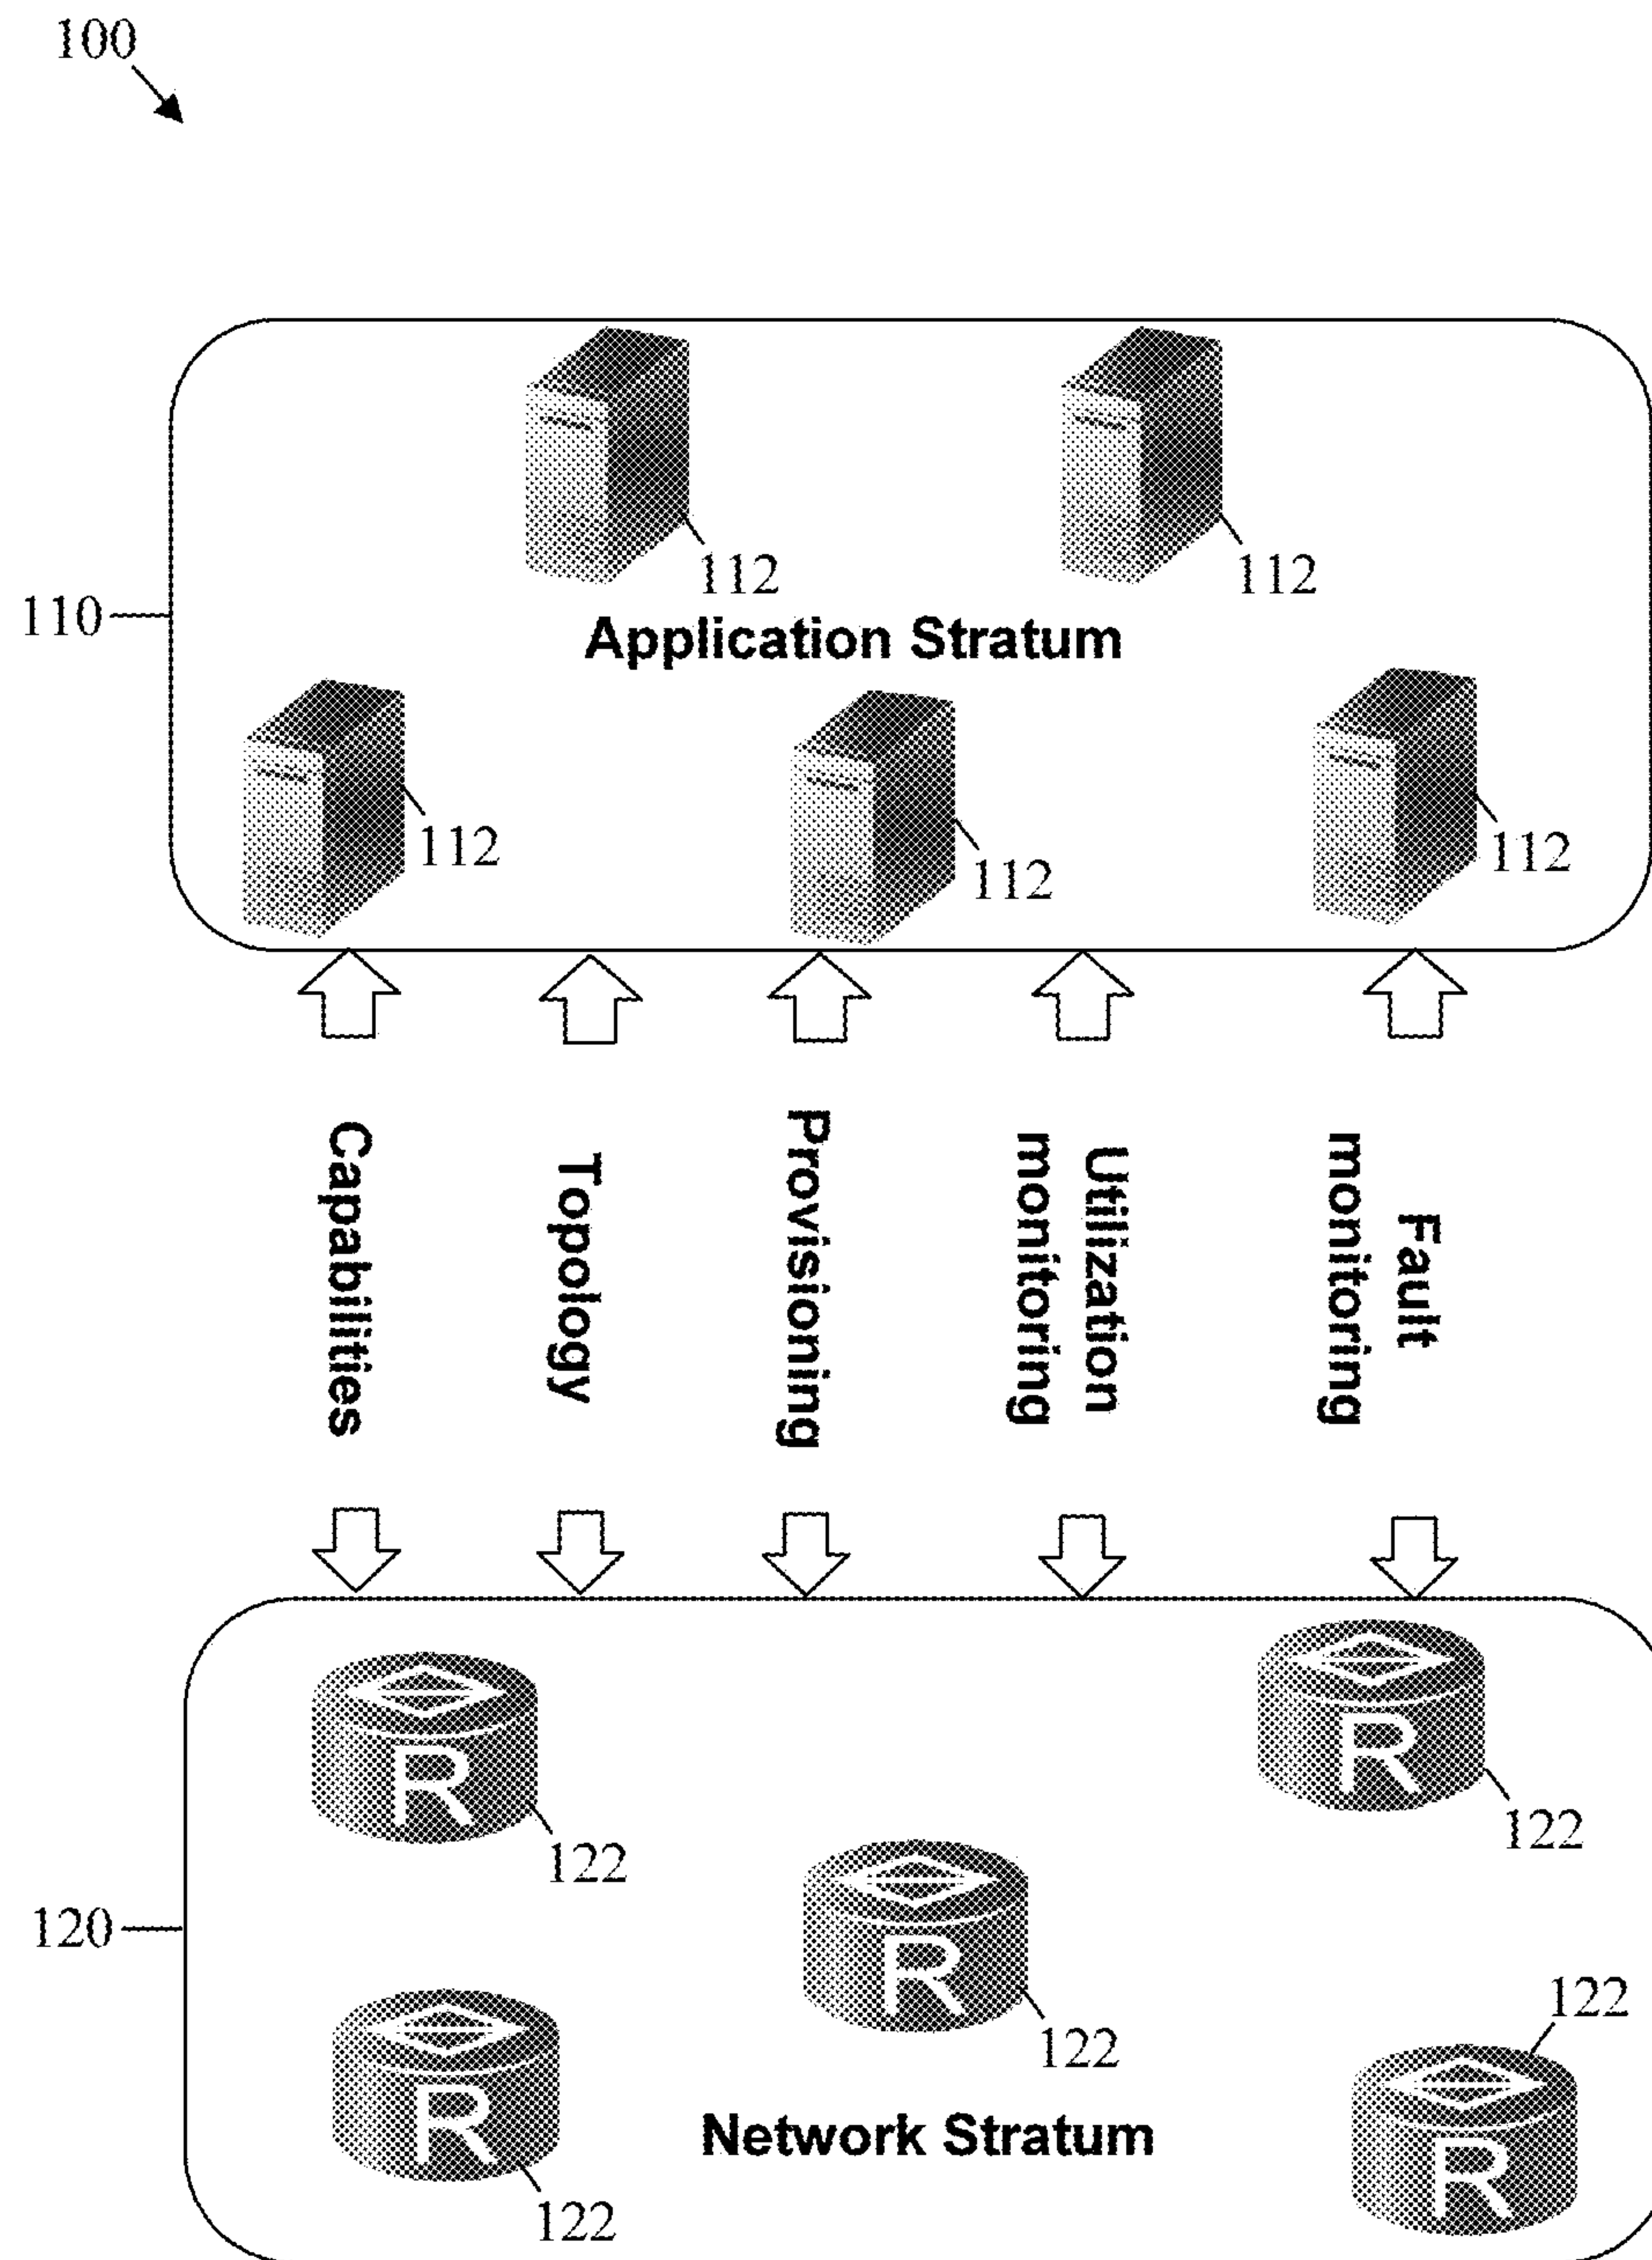 100
112
112
110
Application Stratum
112
112
112
Capabilities
Topology
Provisioning
Utilization
monitoring
Fault
monitoring
R
R
122
122
R
120
122
122
R
Network Stratum
R
122